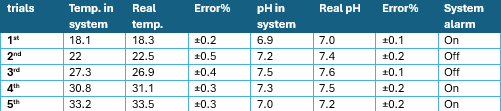 trials Temp. in system Real temp. Error% pH in system Real pH Error% System alarm
1st 18.1 18.3 ±0.2 6.9 7.0 ±0.1 On
2nd 22 22.5 ±0.5 7.2 7.4 ±0.2 Off
3rd 27.3 26.9 ±0.4 7.5 7.6 ±0.1 Off
4th 30.8 31.1 ±0.3 7.3 7.5 ±0.2 On
5th 33.2 33.5 ±0.3 7.0 7.2 ±0.2 On